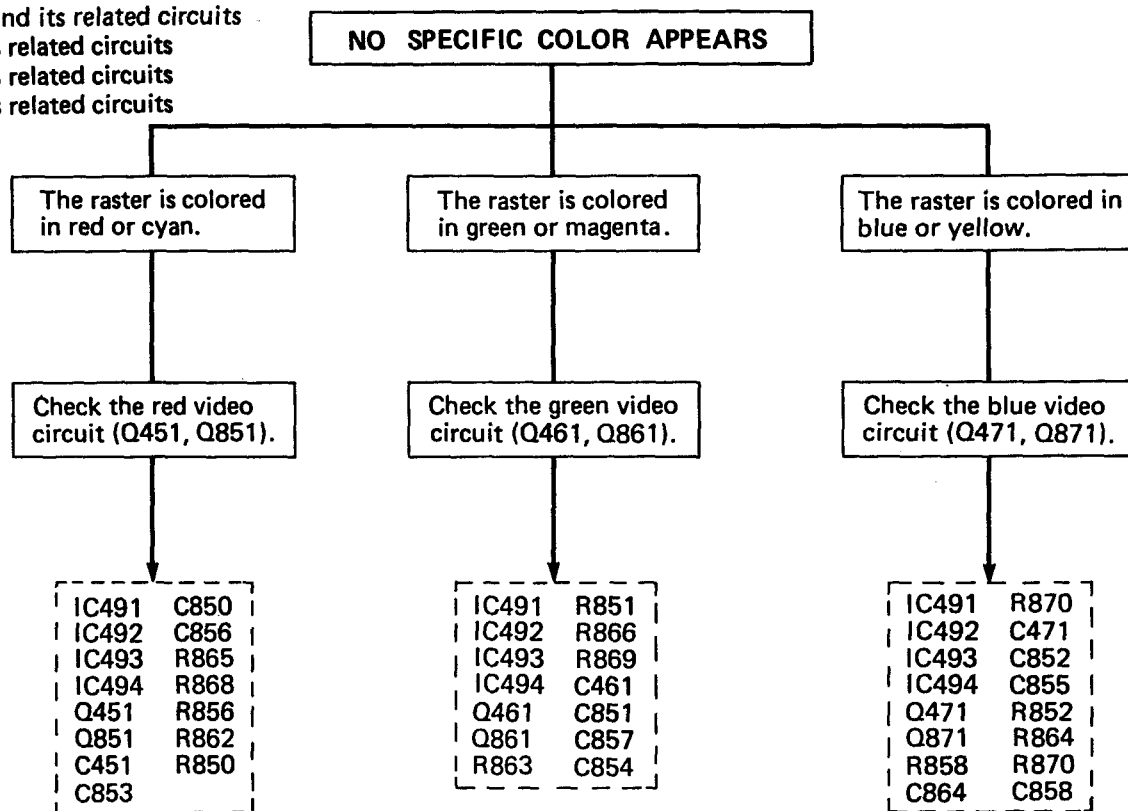 nd its related circuits
related circuits
related circuits
related circuits
NO SPECIFIC COLOR APPEARS
The raster is colored
in red or cyan.
The raster is colored
in green or magenta.
The raster is colored in
blue or yellow.
Check the red video
circuit (Q451, Q851).
Check the green video
circuit (Q461, Q861).
Check the blue video
circuit (Q471, Q871).
IC491 C850
IC492 C856
IC493 R865
IC494 R868
Q451 R856
Q851 R862
C451 R850
C853
IC491 R851
IC492 R866
IC493 R869
IC494 C461
Q461 C851
Q861 C857
R863 C854
IC491 R870
IC492 C471
IC493 C852
IC494 C855
Q471 R852
Q871 R864
R858 R870
C864 C858